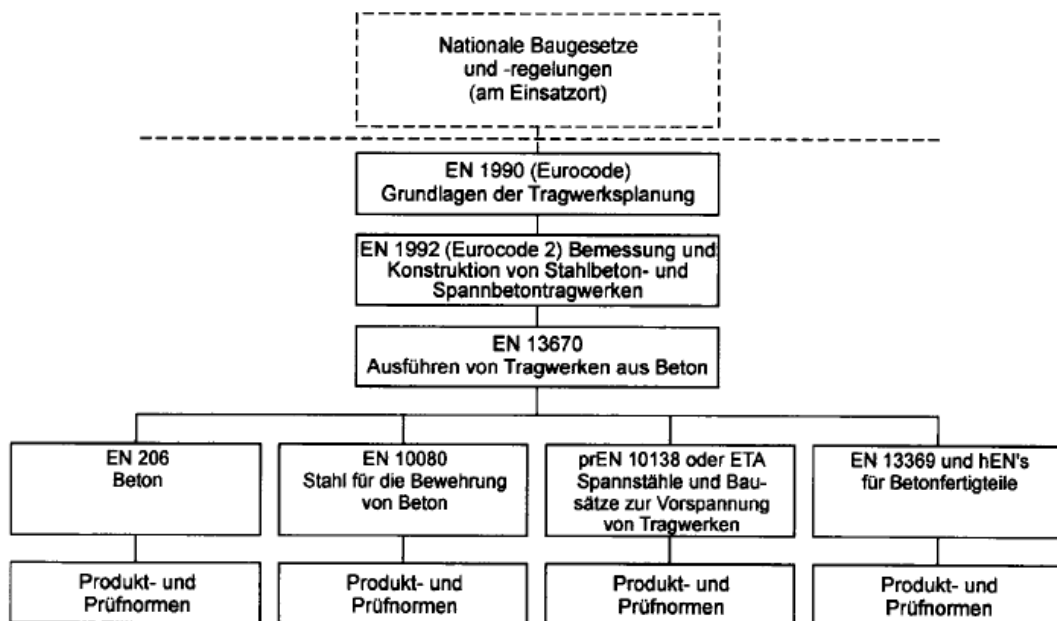 Nationale Baugesetze
und -regelungen
(am Einsatzort)
EN 1990 (Eurocode)
Grundlagen der Tragwerksplanung
EN 1992 (Eurocode 2) Bemessung und
Konstruktion von Stahlbeton- und
Spannbetontragwerken
EN 13670
Ausführen von Tragwerken aus Beton
EN 206
Beton
EN 10080
Stahl für die Bewehrung
von Beton
prEN 10138 oder ETA
Spannstähle und Bau-
sätze zur Vorspannung
von Tragwerken
EN 13369 und hEN's
für Betonfertigteile
Produkt- und
Prüfnormen
Produkt- und
Prüfnormen
Produkt- und
Prüfnormen
Produkt- und
Prüfnormen